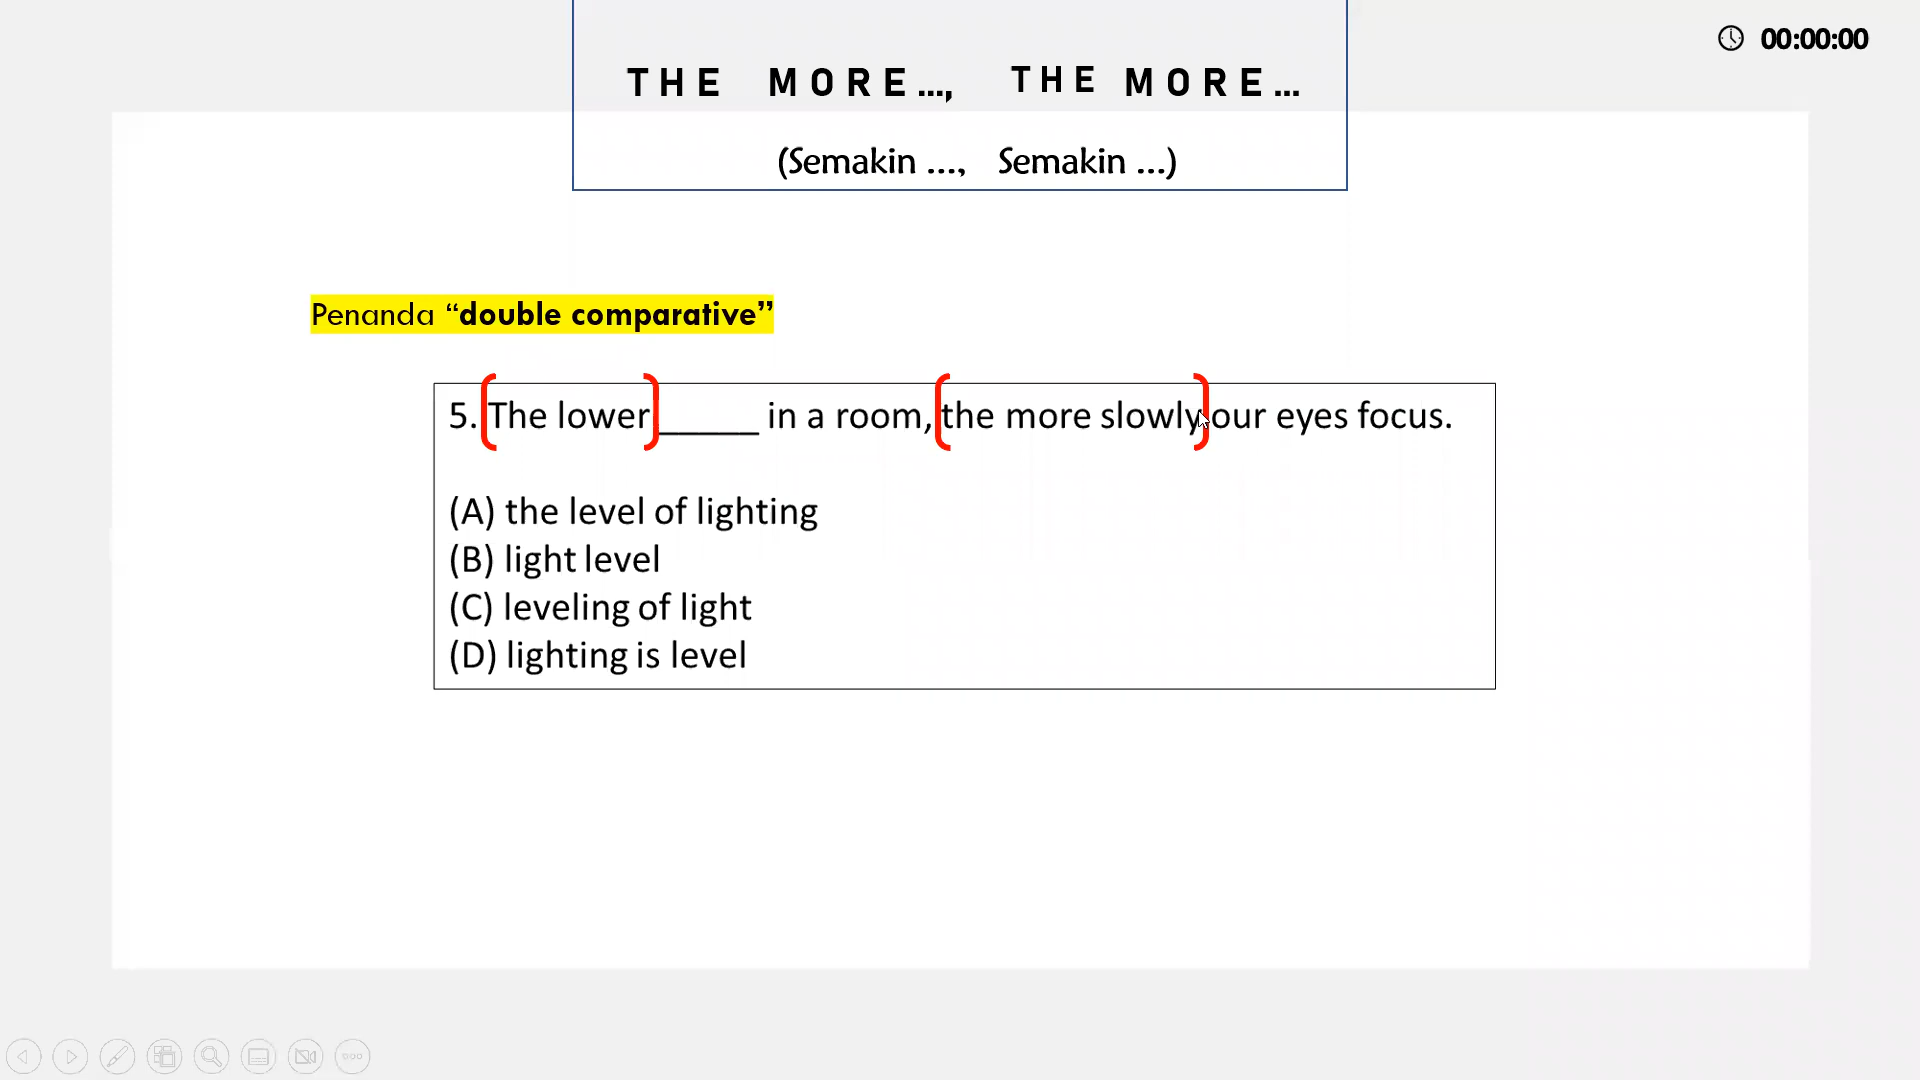 00:00:00
THE MORE..., THE MORE...
(Semakin ..., Semakin ...)
Penanda “double comparative”
5. The lower _____ in a room, the more slowly our eyes focus.
(A) the level of lighting
(B) light level
(C) leveling of light
(D) lighting is level